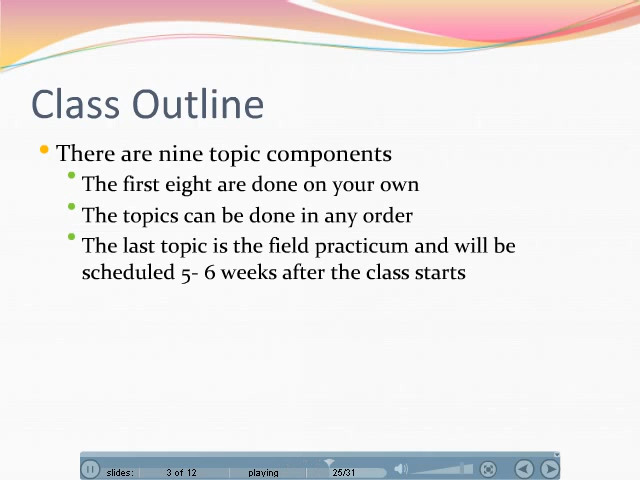 Class Outline
There are nine topic components
The first eight are done on your own
The topics can be done in any order
The last topic is the field practicum and will be
scheduled 5- 6 weeks after the class starts
slides: 3 of 12 playing 25/31